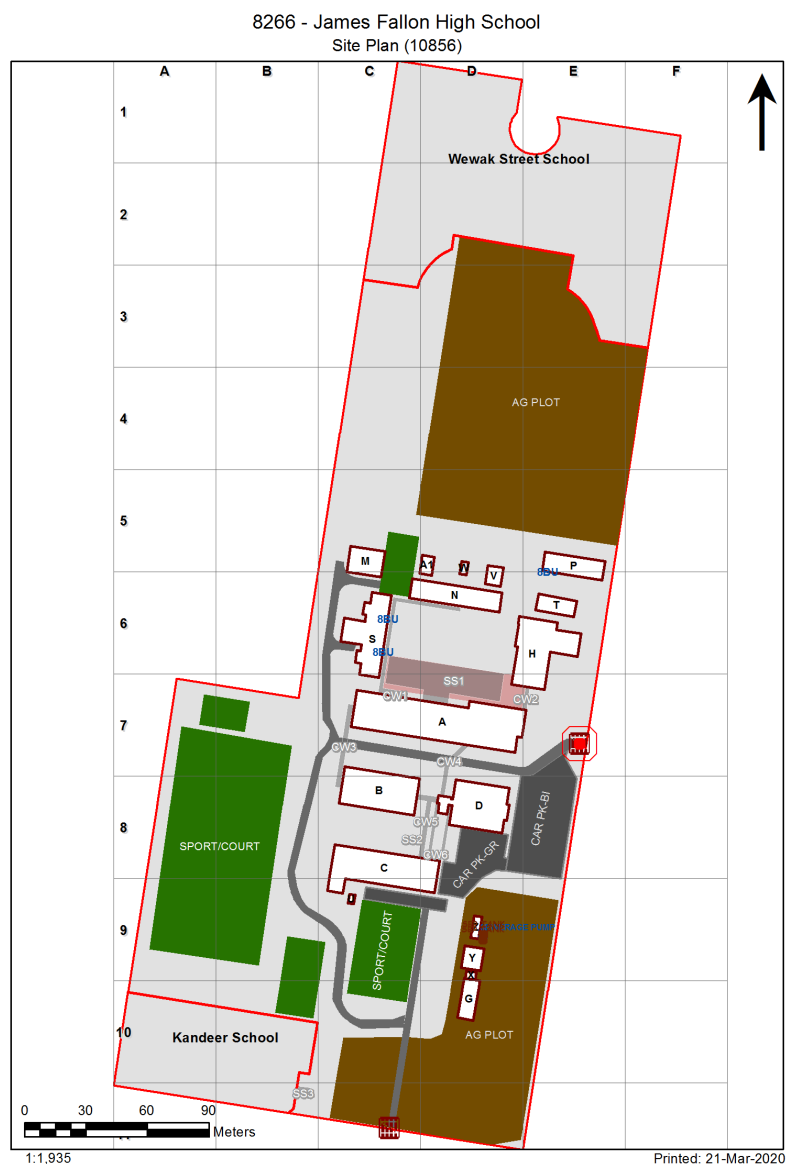 8266 - James Fallon High School
Site Plan (10856)
A B C D E F
1
Wewak Street School
2
3
AG PLOT
4
5
M A1 W V P
8BU
N T
6
8BU
S H
8BU
SS1
CW1 CW2
7
A
CW3
CW4
B D
CAR PK-BI
8
CW5
SS2
SPORT/COURT
CW6
CAR PK-GR
C
9
SPORT/COURT
Z
RAGE PUMP
Y
X
G
10
Kandeer School
AG PLOT
SS3
0 30 60 90
Meters
1:1,935
Printed: 21-Mar-2020